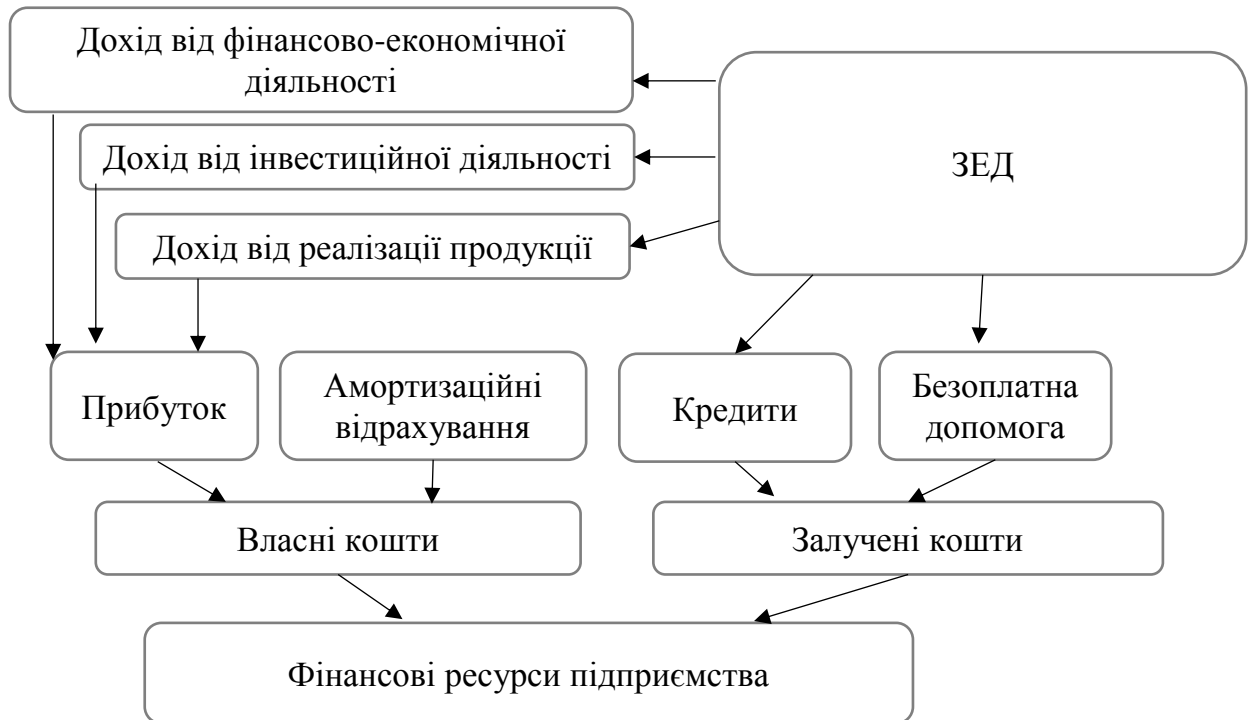 Дохід від фінансово-економічної
діяльності
ЗЕД
Дохід від інвестиційної діяльності
Дохід від реалізації продукції
Прибуток
Амортизаційні
відрахування
Кредити
Безоплатна
допомога
Власні кошти
Залучені кошти
Фінансові ресурси підприємства